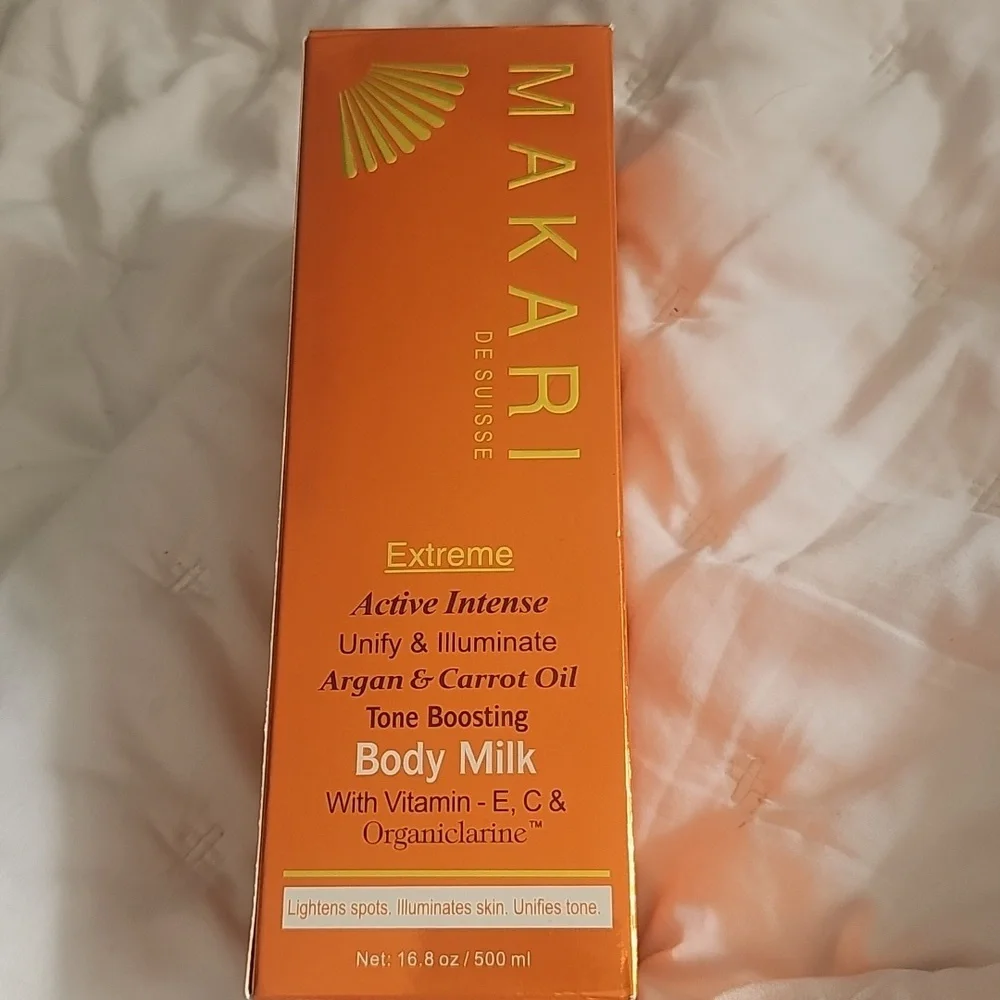 MAKARI
DE SUISSE
Extreme
Active Intense
Unify & Illuminate
Argan & Carrot Oil
Tone Boosting
Body Milk
With Vitamin - E, C &
Organiclarine™
Lightens spots. Illuminates skin. Unifies tone.
Net: 16.8 oz / 500 ml